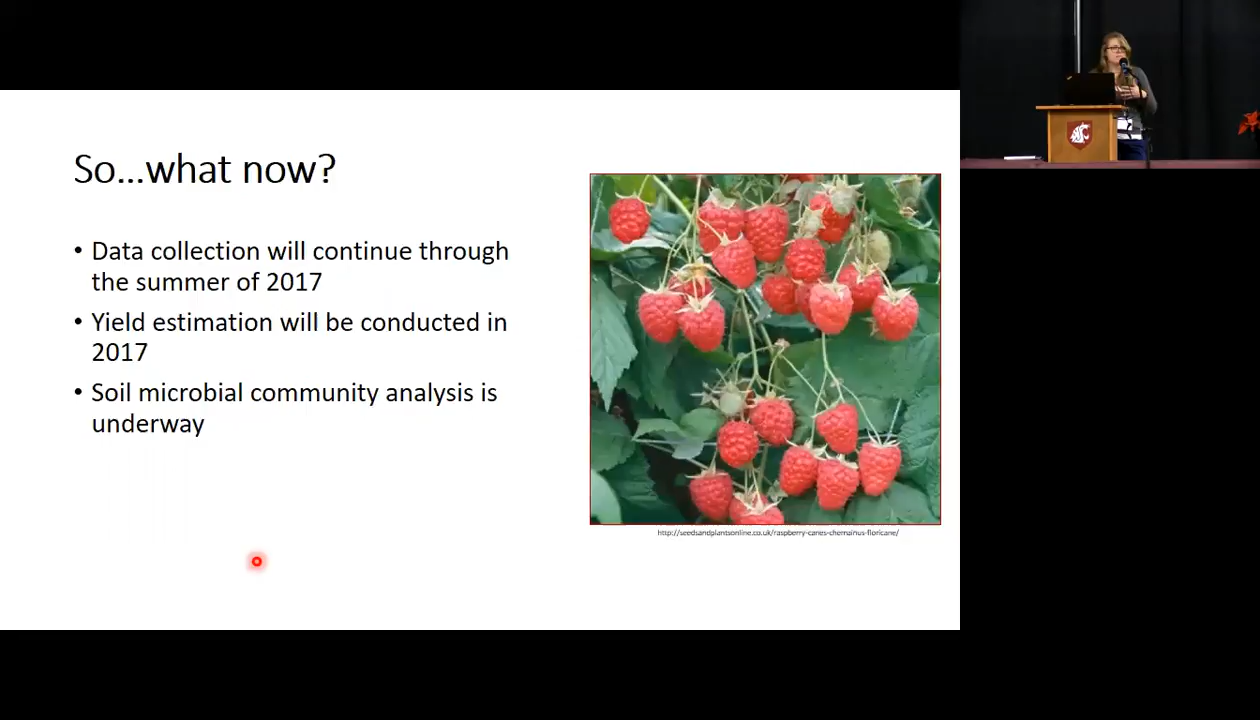 So...what now?
• Data collection will continue through
the summer of 2017
• Yield estimation will be conducted in
2017
• Soil microbial community analysis is
underway
http://seedsandplantsonline.co.uk/raspberry-canes-chemainus-floricane/